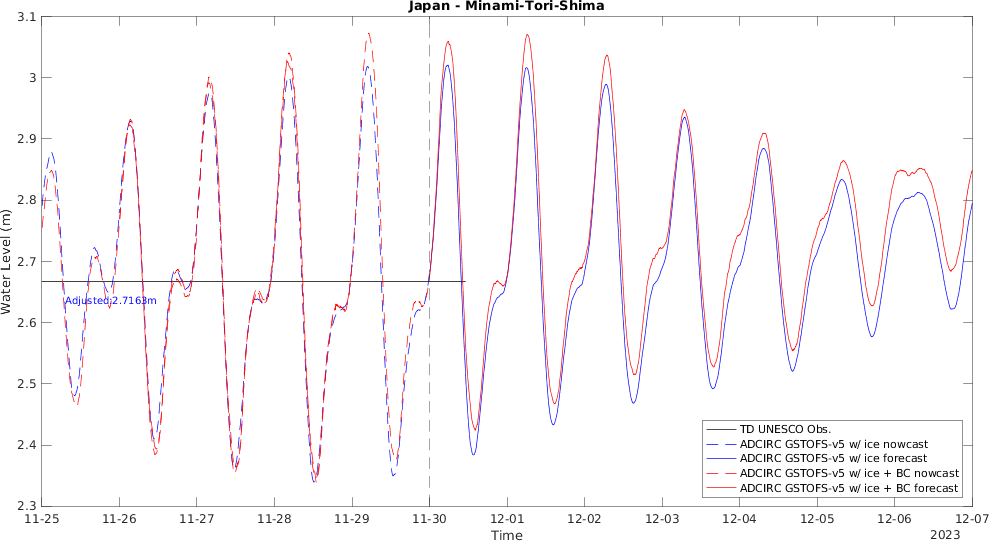 Japan - Minami-Tori-Shima
Water Level (m)
3.1
3
2.9
2.8
2.7
2.6
2.5
2.4
2.3
Adjusted:2.7163m
TD UNESCO Obs.
ADCIRC GSTOFS-v5 w/ ice nowcast
ADCIRC GSTOFS-v5 w/ ice forecast
ADCIRC GSTOFS-v5 w/ ice + BC nowcast
ADCIRC GSTOFS-v5 w/ ice + BC forecast
11-25 11-26 11-27 11-28 11-29 11-30 12-01 12-02 12-03 12-04 12-05 12-06 12-07
Time
2023